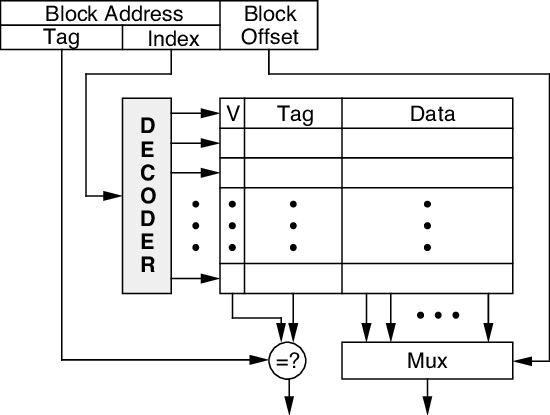 Block Address
Block
Offset
Tag
Index
D
E
C
O
D
E
R
V
Tag
Data
=?
Mux